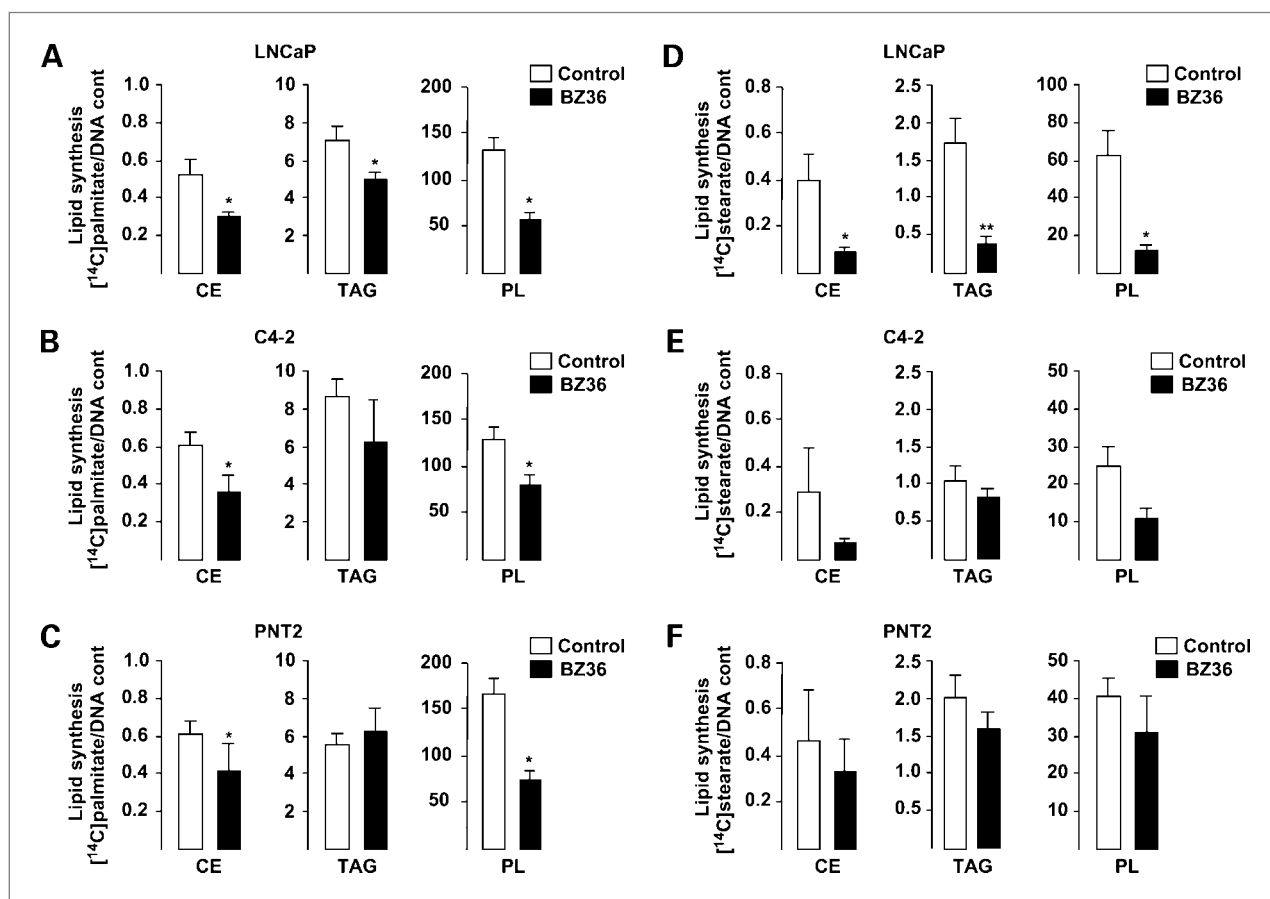 A
LNCaP
Control
BZ36
Lipid synthesis
[14C]palmitate/DNA cont
1.0
0.8
0.6
0.4
0.2
*
CE
10
8
6
4
2
*
TAG
200
150
100
50
*
PL
D
LNCaP
Control
BZ36
Lipid synthesis
[14C]stearate/DNA cont
0.8
0.6
0.4
0.2
*
CE
2.5
2.0
1.5
1.0
0.5
**
TAG
100
80
60
40
20
*
PL
B
C4-2
Control
BZ36
Lipid synthesis
[14C]palmitate/DNA cont
1.0
0.8
0.6
0.4
0.2
*
CE
10
8
6
4
2
TAG
200
150
100
50
*
PL
E
C4-2
Control
BZ36
Lipid synthesis
[14C]stearate/DNA cont
0.8
0.6
0.4
0.2
CE
2.5
2.0
1.5
1.0
0.5
TAG
50
40
30
20
10
PL
C
PNT2
Control
BZ36
Lipid synthesis
[14C]palmitate/DNA cont
1.0
0.8
0.6
0.4
0.2
*
CE
10
8
6
4
2
TAG
200
150
100
50
*
PL
F
PNT2
Control
BZ36
Lipid synthesis
[14C]stearate/DNA cont
0.8
0.6
0.4
0.2
CE
2.5
2.0
1.5
1.0
0.5
TAG
50
40
30
20
10
PL